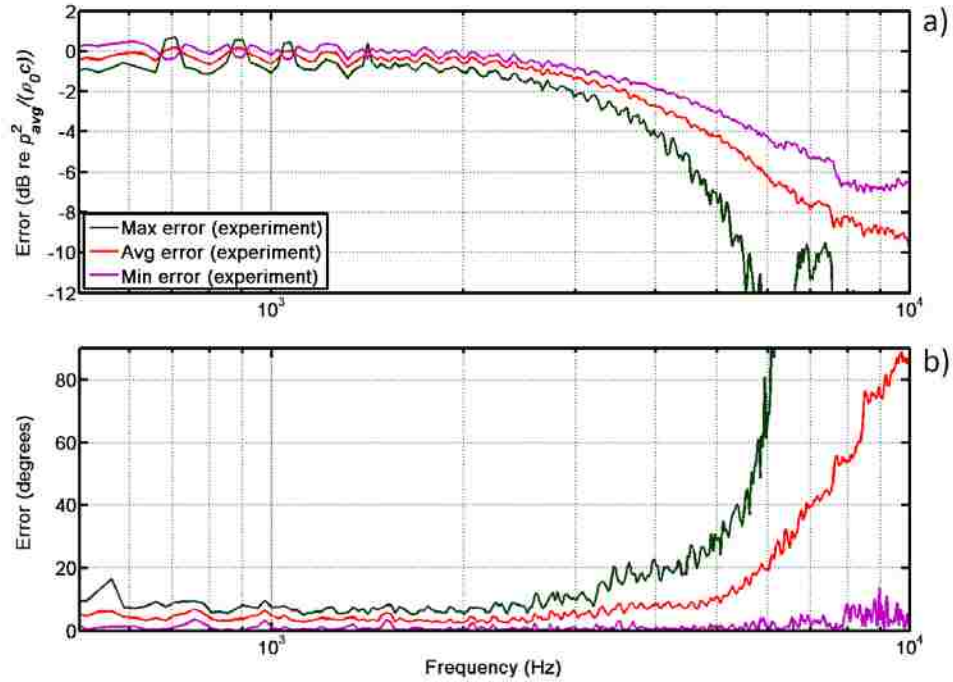 a)
0
-2
-4
-6
-8
-10
-12
Error (dB re p²avg/(ρ0c))
Max error (experiment)
Avg error (experiment)
Min error (experiment)
10³
10⁴
b)
80
60
40
20
0
Error (degrees)
10³
10⁴
Frequency (Hz)